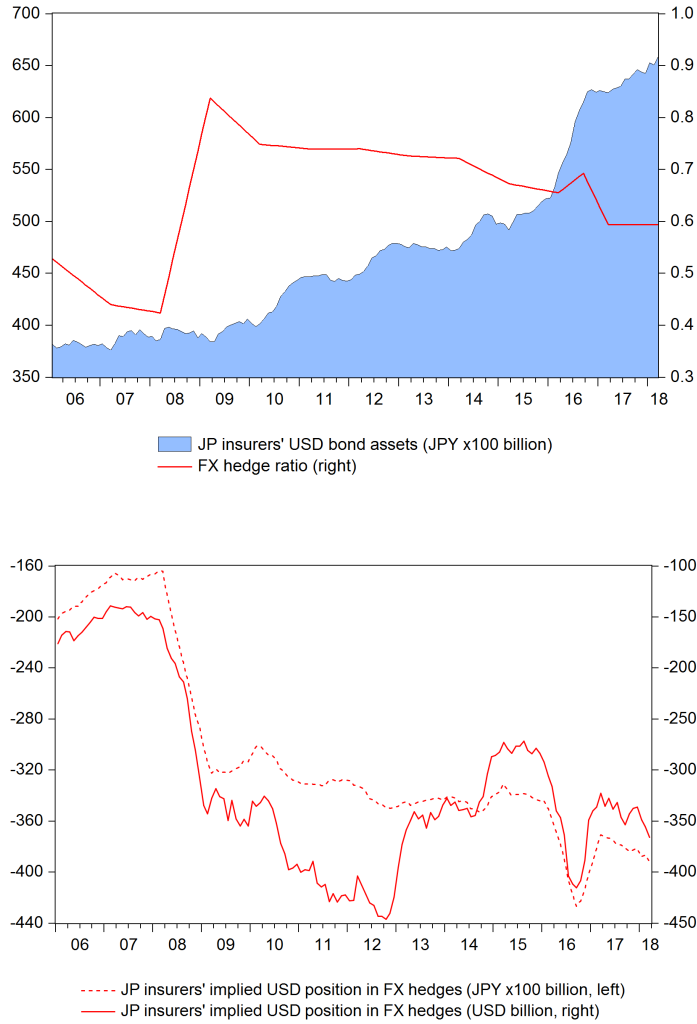 700 1.0
650 0.9
600 0.8
550 0.7
500 0.6
450 0.5
400 0.4
350 0.3
06 07 08 09 10 11 12 13 14 15 16 17 18
JP insurers' USD bond assets (JPY x100 billion)
FX hedge ratio (right)
-160 -100
-200 -150
-240 -200
-280 -250
-320 -300
-360 -350
-400 -400
-440 -450
06 07 08 09 10 11 12 13 14 15 16 17 18
JP insurers' implied USD position in FX hedges (JPY x100 billion, left)
JP insurers' implied USD position in FX hedges (USD billion, right)